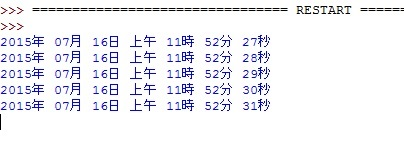 >>> ================================ RESTART ======
>>>
2015年 07月 16日 上午 11時 52分 27秒
2015年 07月 16日 上午 11時 52分 28秒
2015年 07月 16日 上午 11時 52分 29秒
2015年 07月 16日 上午 11時 52分 30秒
2015年 07月 16日 上午 11時 52分 31秒